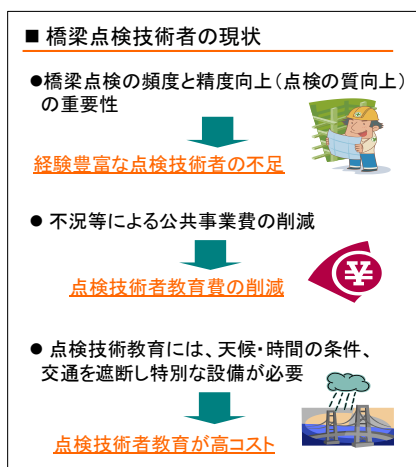 ■ 橋梁点検技術者の現状
●橋梁点検の頻度と精度向上(点検の質向上)
の重要性
経験豊富な点検技術者の不足
● 不況等による公共事業費の削減
点検技術者教育費の削減
¥
● 点検技術教育には、天候・時間の条件、
交通を遮断し特別な設備が必要
点検技術者教育が高コスト